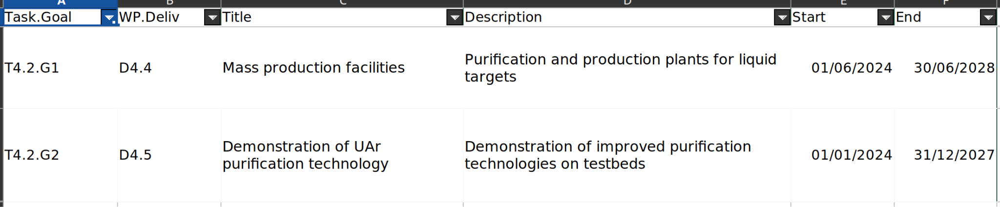 A B C D E F
Task.Goal WP.Deliv Title Description Start End
T4.2.G1 D4.4 Mass production facilities Purification and production plants for liquid targets 01/06/2024 30/06/2028
T4.2.G2 D4.5 Demonstration of UAr purification technology Demonstration of improved purification technologies on testbeds 01/01/2024 31/12/2027